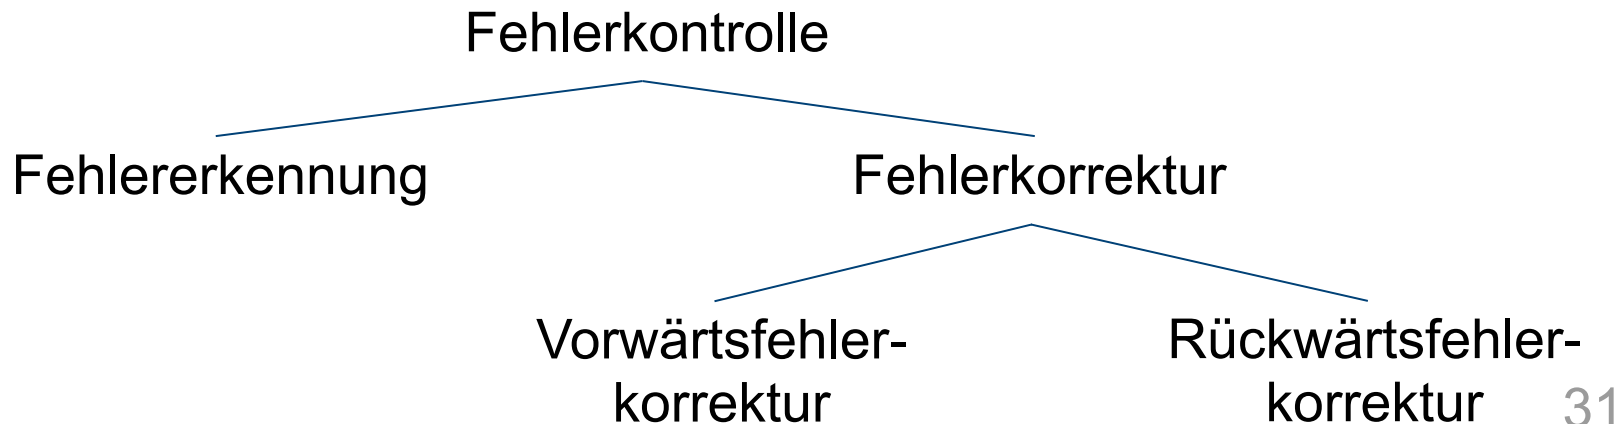 Fehlerkontrolle
Fehlererkennung
Fehlerkorrektur
Vorwärtsfehler-
korrektur
Rückwärtsfehler-
korrektur
31